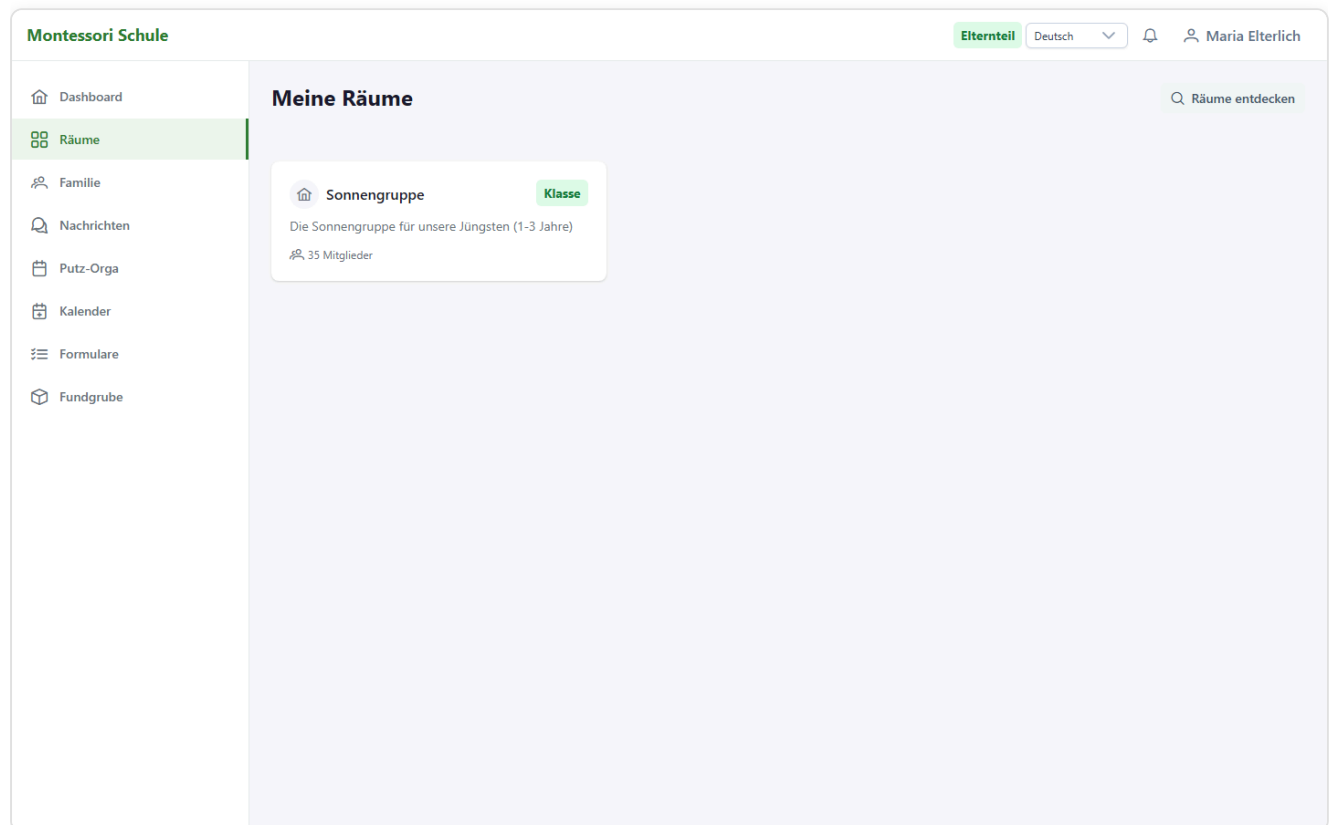 Montessori Schule
Elternteil
Deutsch
Maria Elterlich
Dashboard
Räume
Familie
Nachrichten
Putz-Orga
Kalender
Formulare
Fundgrube
Meine Räume
Räume entdecken
Sonnengruppe
Klasse
Die Sonnengruppe für unsere Jüngsten (1-3 Jahre)
35 Mitglieder